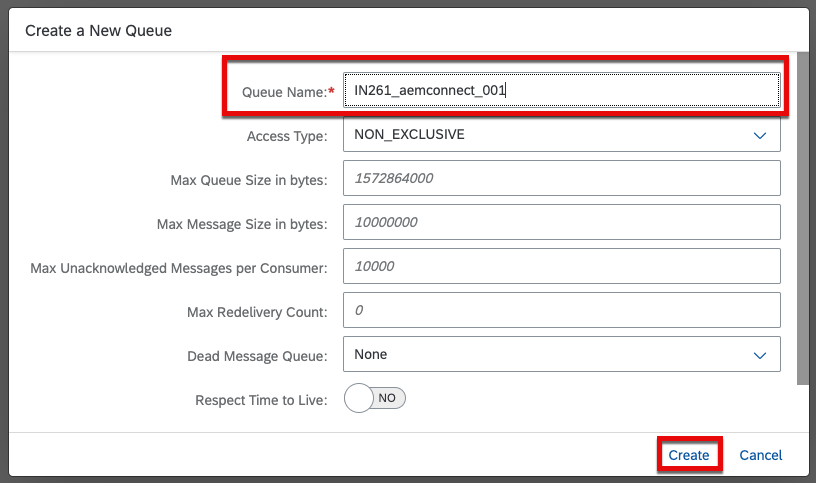 Create a New Queue
Queue Name:* IN261_aemconnect_001
Access Type: NON_EXCLUSIVE
Max Queue Size in bytes: 1572864000
Max Message Size in bytes: 10000000
Max Unacknowledged Messages per Consumer: 10000
Max Redelivery Count: 0
Dead Message Queue: None
Respect Time to Live: NO
Create Cancel